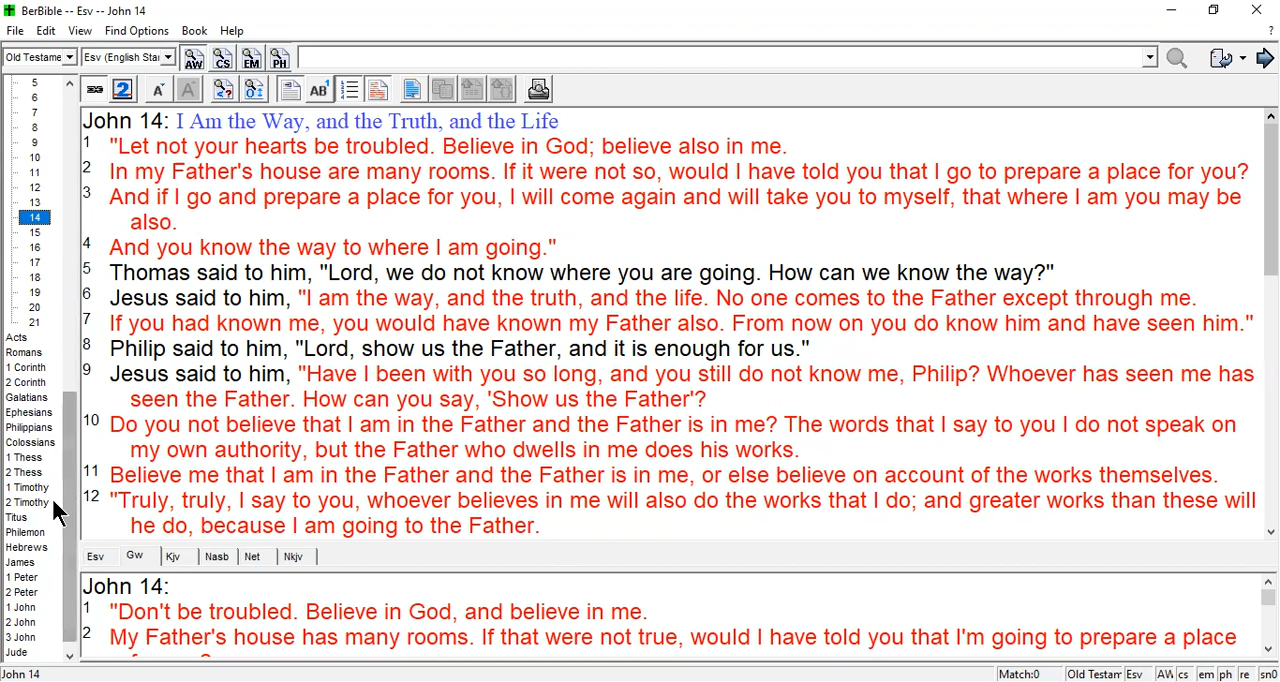 BerBible -- Esv -- John 14
File Edit View Find Options Book Help ?
Old Testame Esv (English Star AW CS EM PH
5
6
7
8
9
10
11
12
13
14
15
16
17
18
19
20
21
Acts
Romans
1 Corinth
2 Corinth
Galatians
Ephesians
Philippians
Colossians
1 Thess
2 Thess
1 Timothy
2 Timothy
Titus
Philemon
Hebrews
James
1 Peter
2 Peter
1 John
2 John
3 John
Jude
John 14: I Am the Way, and the Truth, and the Life
1 "Let not your hearts be troubled. Believe in God; believe also in me.
2 In my Father's house are many rooms. If it were not so, would I have told you that I go to prepare a place for you?
3 And if I go and prepare a place for you, I will come again and will take you to myself, that where I am you may be
also.
4 And you know the way to where I am going."
5 Thomas said to him, "Lord, we do not know where you are going. How can we know the way?"
6 Jesus said to him, "I am the way, and the truth, and the life. No one comes to the Father except through me.
7 If you had known me, you would have known my Father also. From now on you do know him and have seen him."
8 Philip said to him, "Lord, show us the Father, and it is enough for us."
9 Jesus said to him, "Have I been with you so long, and you still do not know me, Philip? Whoever has seen me has
seen the Father. How can you say, 'Show us the Father'?
10 Do you not believe that I am in the Father and the Father is in me? The words that I say to you I do not speak on
my own authority, but the Father who dwells in me does his works.
11 Believe me that I am in the Father and the Father is in me, or else believe on account of the works themselves.
12 "Truly, truly, I say to you, whoever believes in me will also do the works that I do; and greater works than these will
he do, because I am going to the Father.
Esv Gw Kjv Nasb Net Nkjv
John 14:
1 "Don't be troubled. Believe in God, and believe in me.
2 My Father's house has many rooms. If that were not true, would I have told you that I'm going to prepare a place
John 14 Match:0 Old Testam Esv AW cs em ph re sn0